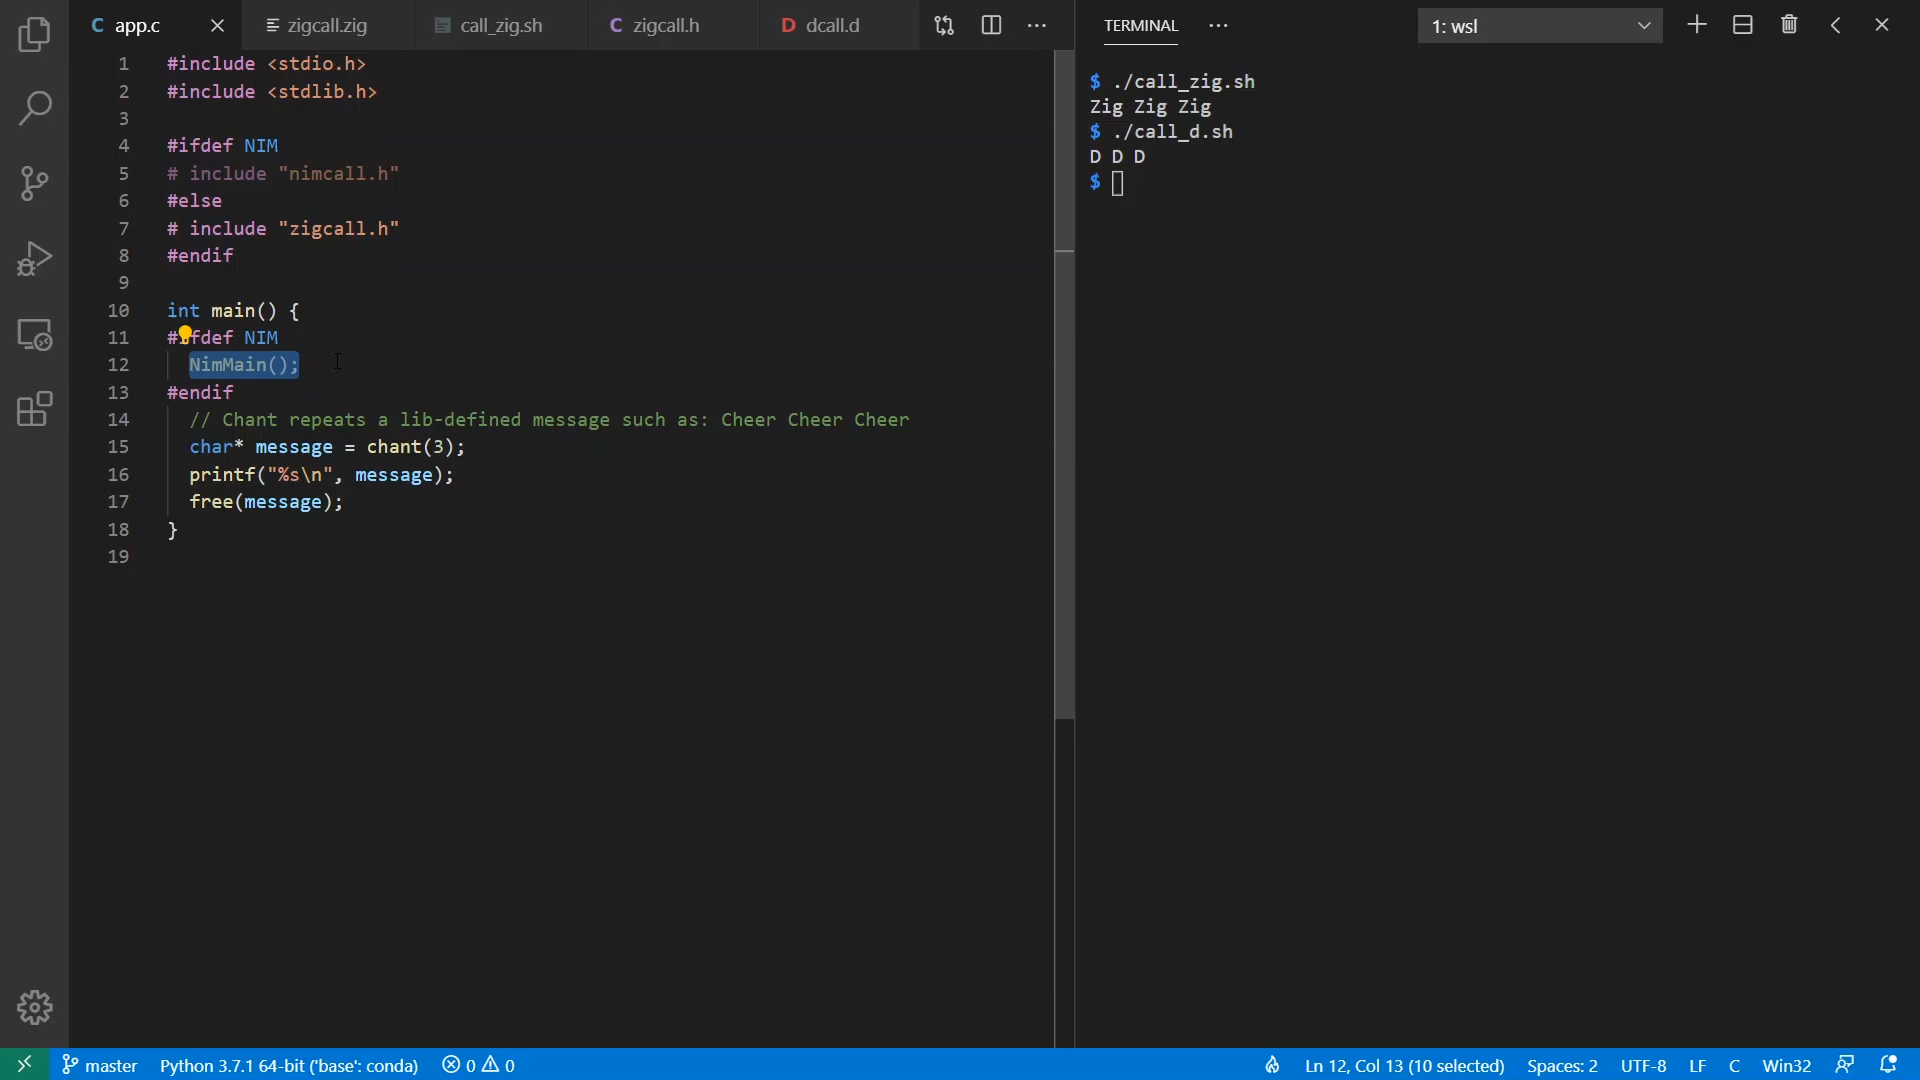 app.c
zigcall.zig
call_zig.sh
zigcall.h
D dcall.d
TERMINAL
1: wsl
1 #include <stdio.h>
2 #include <stdlib.h>
3
4 #ifdef NIM
5 # include "nimcall.h"
6 #else
7 # include "zigcall.h"
8 #endif
9
10 int main() {
11 #ifdef NIM
12 NimMain();
13 #endif
14 // Chant repeats a lib-defined message such as: Cheer Cheer Cheer
15 char* message = chant(3);
16 printf("%s\n", message);
17 free(message);
18 }
19
$ ./call_zig.sh
Zig Zig Zig
$ ./call_d.sh
D D D
$
master
Python 3.7.1 64-bit ('base': conda)
0
0
Ln 12, Col 13 (10 selected)
Spaces: 2
UTF-8
LF
C
Win32